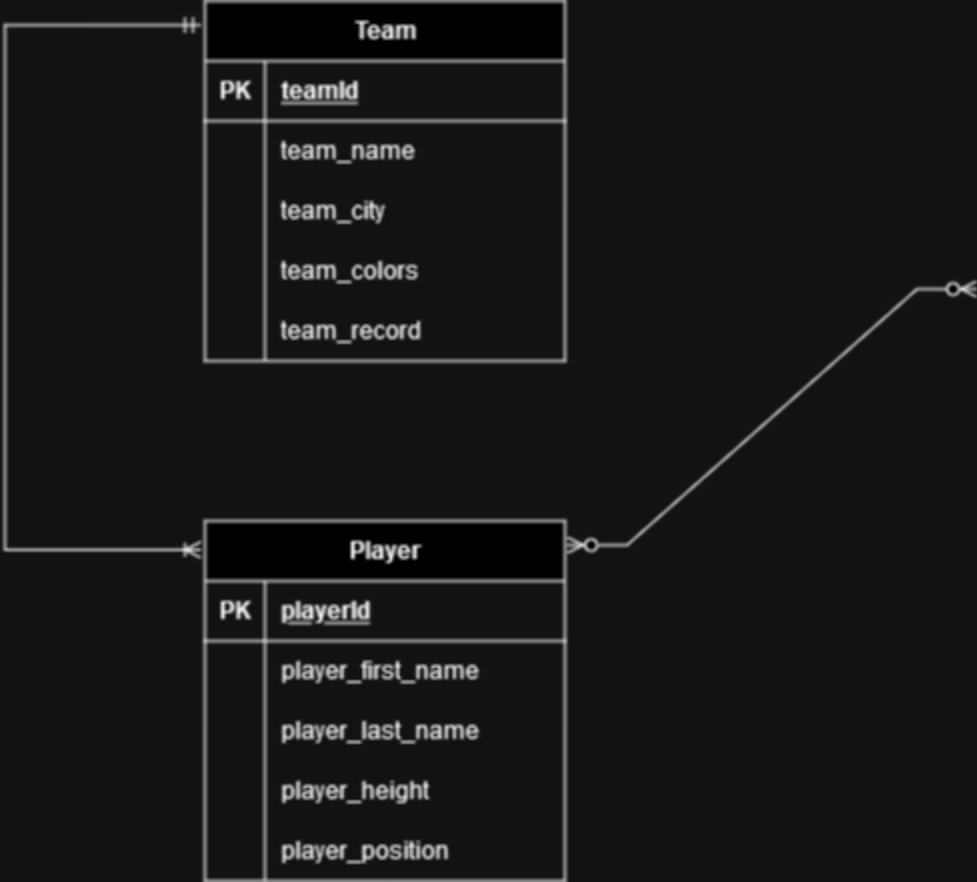 Team
PK teamId
team_name
team_city
team_colors
team_record
Player
PK playerId
player_first_name
player_last_name
player_height
player_position